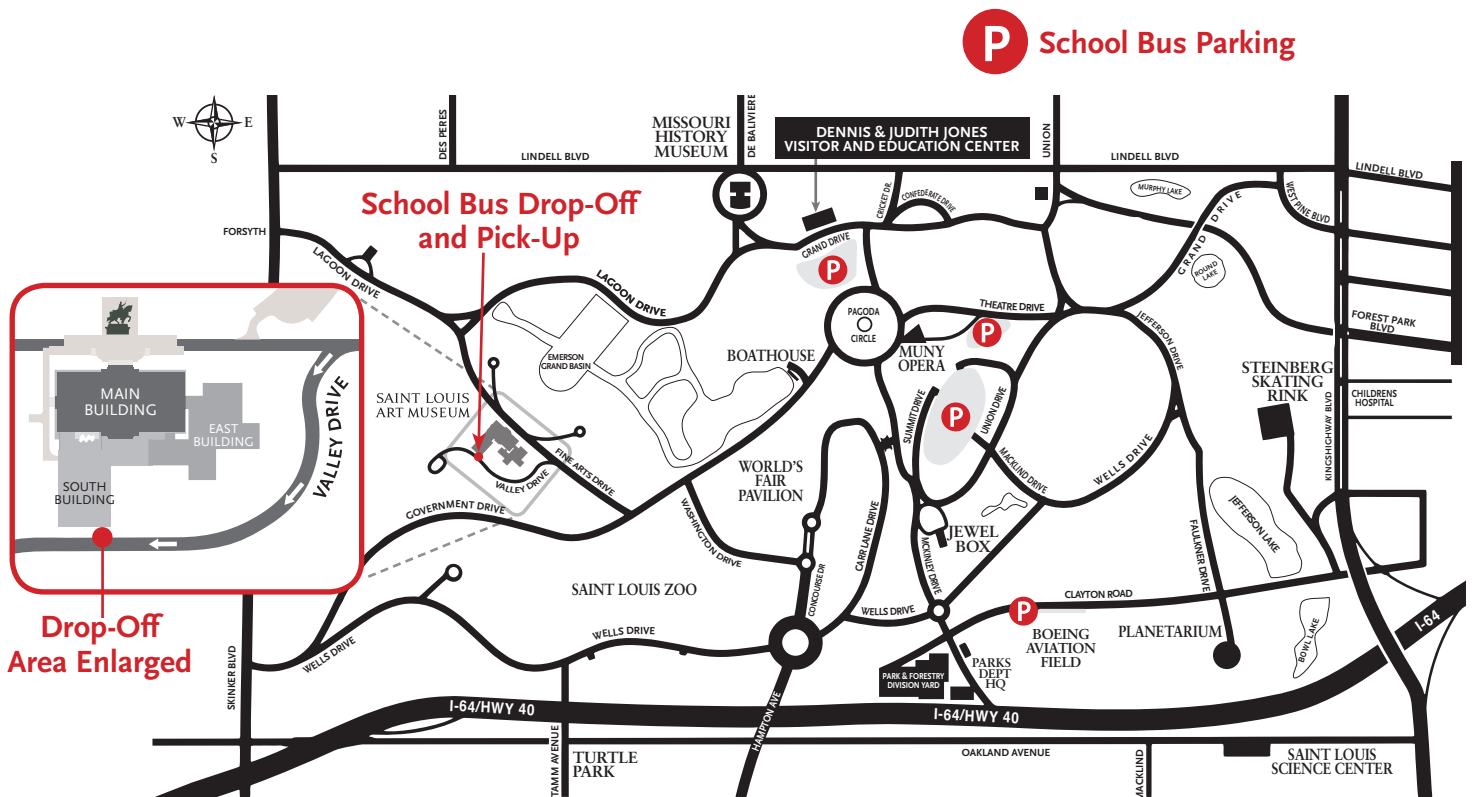 P School Bus Parking
W E
S
DES PERES
LINDELL BLVD
MISSOURI
HISTORY
MUSEUM
DE BALIVIERE
DENNIS & JUDITH JONES
VISITOR AND EDUCATION CENTER
UNION
LINDELL BLVD
LINDELL BLVD
MURPHY LAKE
WEST PINE BLVD
CRICKET DR.
CONFEDERATE DRIVE
GRAND DRIVE
School Bus Drop-Off
and Pick-Up
FORSYTH
LAGOON DRIVE
LAGOON DRIVE
GRAND DRIVE
P
ROUND
LAKE
PAGODA
CIRCLE
THEATRE DRIVE
P
JEFFERSON DRIVE
FOREST PARK
BLVD
EMERSON
GRAND BASIN
BOATHOUSE
MUNY
OPERA
STEINBERG
SKATING
RINK
KINGSHIGHWAY BLVD
CHILDRENS
HOSPITAL
MAIN
BUILDING
EAST
BUILDING
SOUTH
BUILDING
VALLEY DRIVE
SAINT LOUIS
ART MUSEUM
SUMMIT DRIVE
P
UNION DRIVE
FINE ARTS DRIVE
VALLEY DRIVE
WORLD'S
FAIR
PAVILION
MACKLIND DRIVE
WELLS DRIVE
GOVERNMENT DRIVE
WASHINGTON DRIVE
CARR LANE DRIVE
JEWEL
BOX
MCKINLEY DRIVE
FAULKNER DRIVE
JEFFERSON LAKE
SAINT LOUIS ZOO
CONCOURSE DR
WELLS DRIVE
P
CLAYTON ROAD
I-64
Drop-Off
Area Enlarged
SKINKER BLVD
WELLS DRIVE
WELLS DRIVE
BOEING
AVIATION
FIELD
PLANETARIUM
BOWL LAKE
PARKS
DEPT
HQ
PARK & FORESTRY
DIVISION YARD
I-64/HWY 40
I-64/HWY 40
HAMPTON AVE
TAMM AVENUE
TURTLE
PARK
OAKLAND AVENUE
MACKLIND
SAINT LOUIS
SCIENCE CENTER